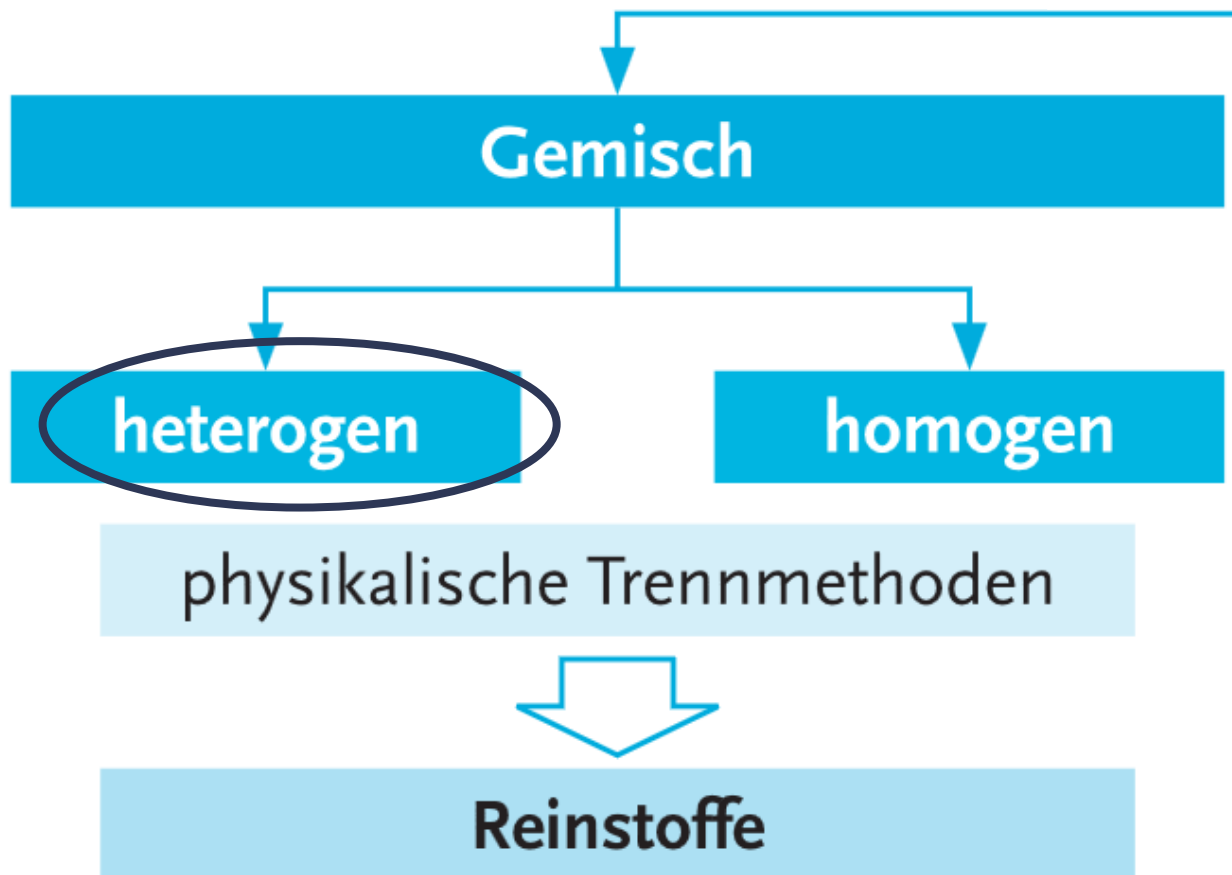 Gemisch
heterogen
homogen
physikalische Trennmethoden
Reinstoffe